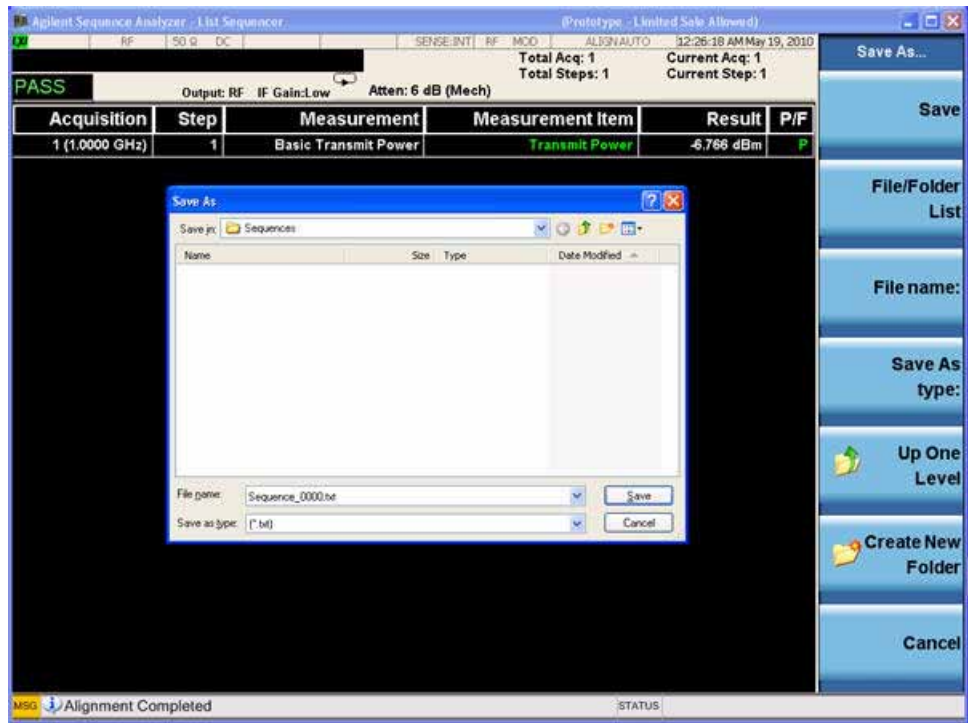 Agilent Sequence Analyzer - List Sequencer (Prototype - Limited Sale Allowed)
RF 50 Ω DC SENSE:INT RF MOD ALIGN AUTO 12:26:18 AM May 19, 2010
Total Acq: 1 Current Acq: 1
Total Steps: 1 Current Step: 1
PASS Output: RF IF Gain:Low Atten: 6 dB (Mech)
Acquisition Step Measurement Measurement Item Result P/F
1 (1.0000 GHz) 1 Basic Transmit Power Transmit Power -6.766 dBm P
Save As
Save in: Sequences
Name Size Type Date Modified
File name: Sequence_0000.txt Save
Save as type: (*.txt) Cancel
Save As...
Save
File/Folder
List
File name:
Save As
type:
Up One
Level
Create New
Folder
Cancel
MSG Alignment Completed STATUS